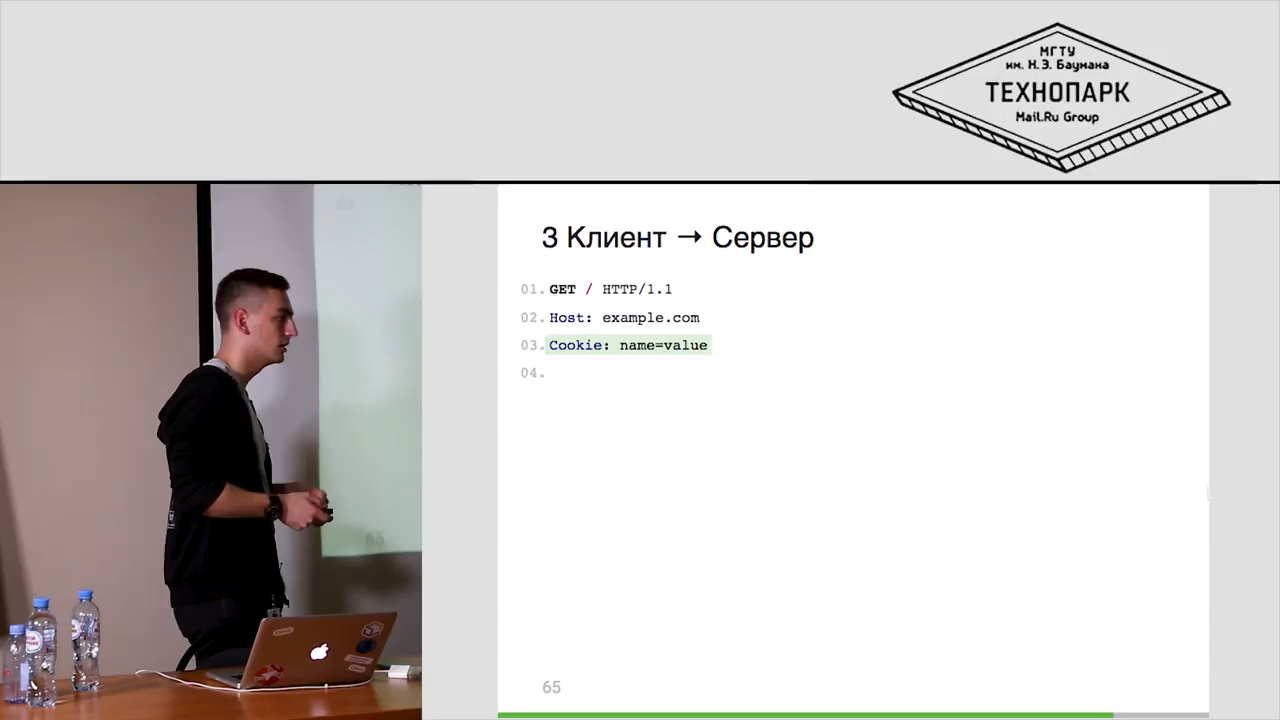 МГТУ
им. Н.Э. Баумана
ТЕХНОПАРК
Mail.Ru Group
3 Клиент → Сервер
01. GET / HTTP/1.1
02. Host: example.com
03. Cookie: name=value
04.
65
65